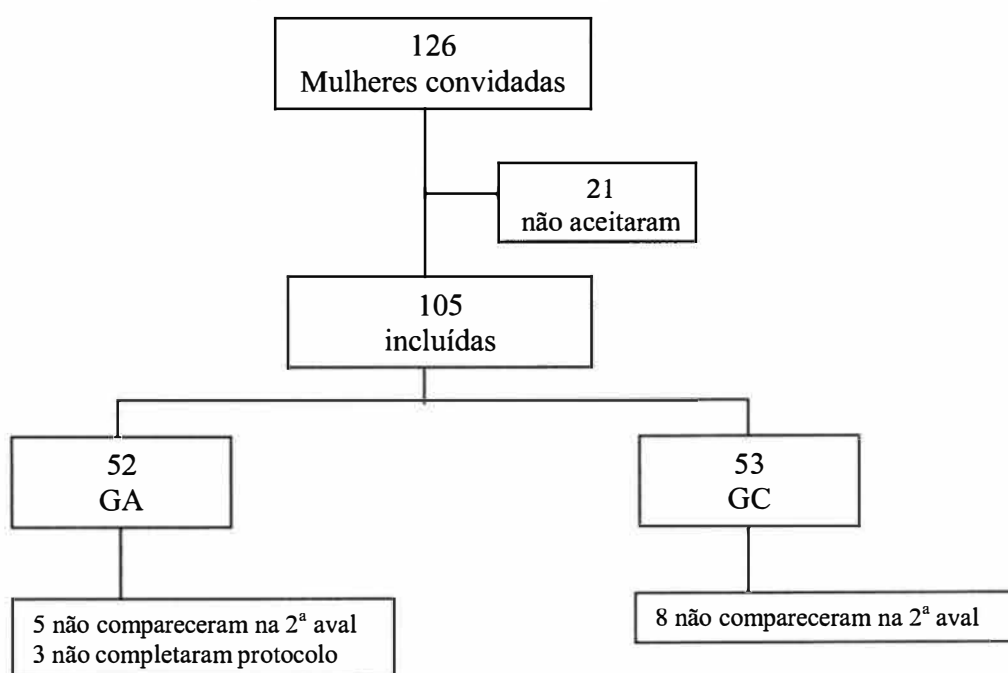 126
Mulheres convidadas
21
não aceitaram
105
incluídas
52
GA
53
GC
5 não compareceram na 2ª aval
3 não completaram protocolo
8 não compareceram na 2ª aval